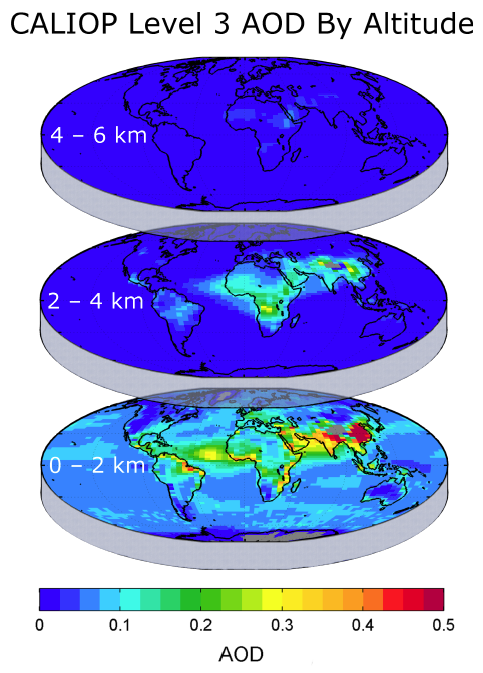 CALIOP Level 3 AOD By Altitude
4 – 6 km
2 – 4 km
0 – 2 km
0 0.1 0.2 0.3 0.4 0.5
AOD